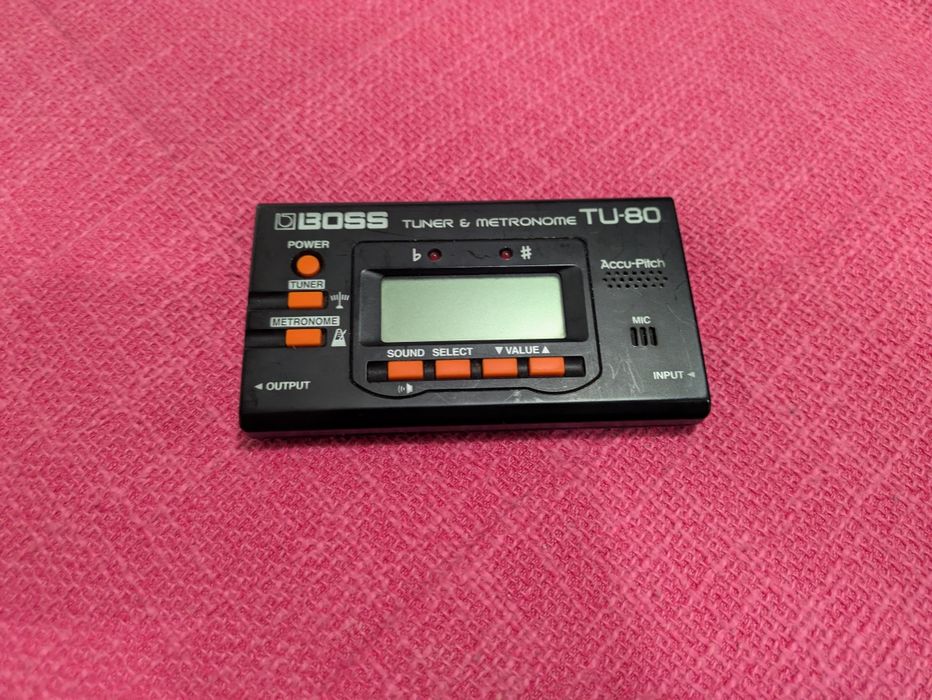 BOSS TUNER & METRONOME TU-80
POWER
♭ ♯
TUNER
Accu-Pitch
METRONOME
MIC
SOUND SELECT ▼ VALUE ▲
◄ OUTPUT
INPUT ◄